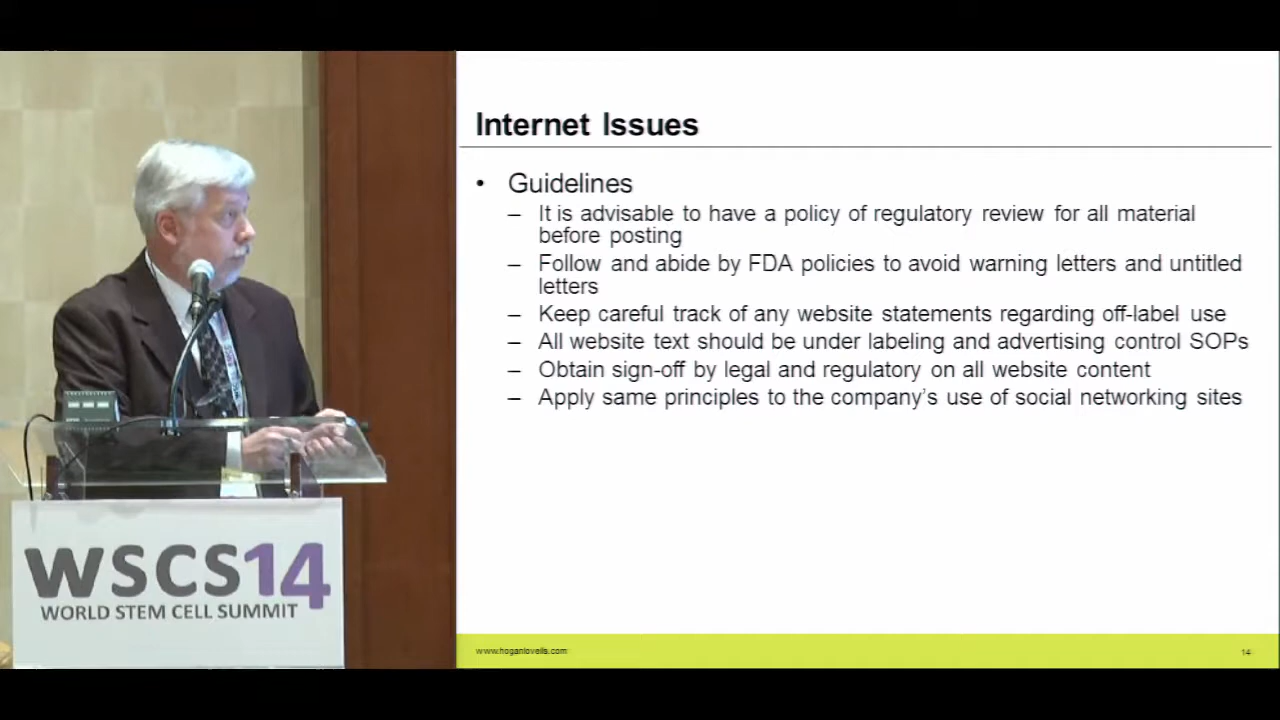 Internet Issues
• Guidelines
– It is advisable to have a policy of regulatory review for all material
before posting
– Follow and abide by FDA policies to avoid warning letters and untitled
letters
– Keep careful track of any website statements regarding off-label use
– All website text should be under labeling and advertising control SOPs
– Obtain sign-off by legal and regulatory on all website content
– Apply same principles to the company's use of social networking sites
www.hoganlovells.com
14
WSCS14
WORLD STEM CELL SUMMIT